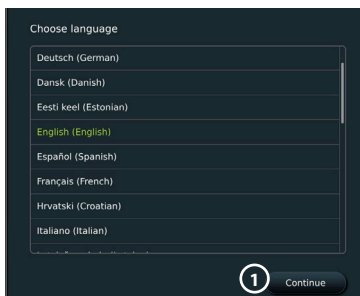 Choose language
Deutsch (German)
Dansk (Danish)
Eesti keel (Estonian)
English (English)
Español (Spanish)
Français (French)
Hrvatski (Croatian)
Italiano (Italian)
1 Continue